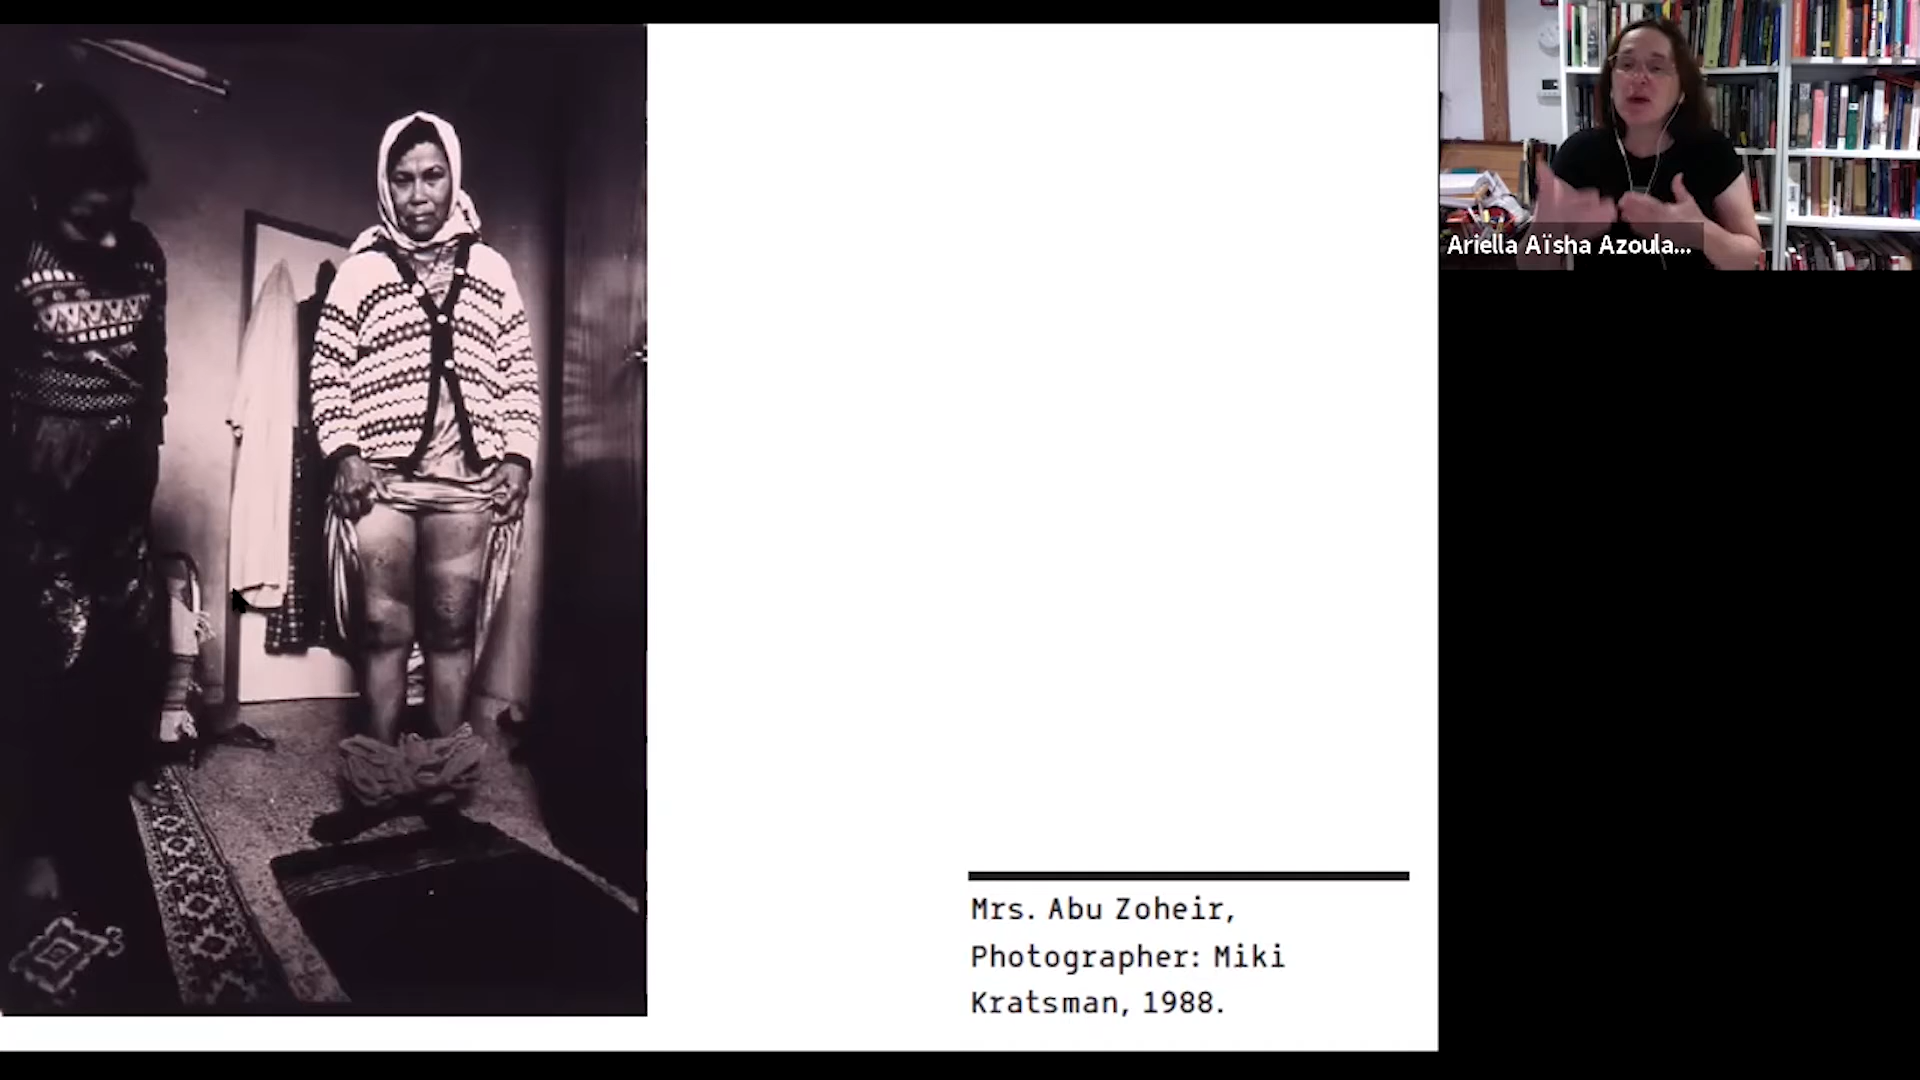 Ariella Aïsha Azoula...
Mrs. Abu Zoheir,
Photographer: Miki
Kratsman, 1988.